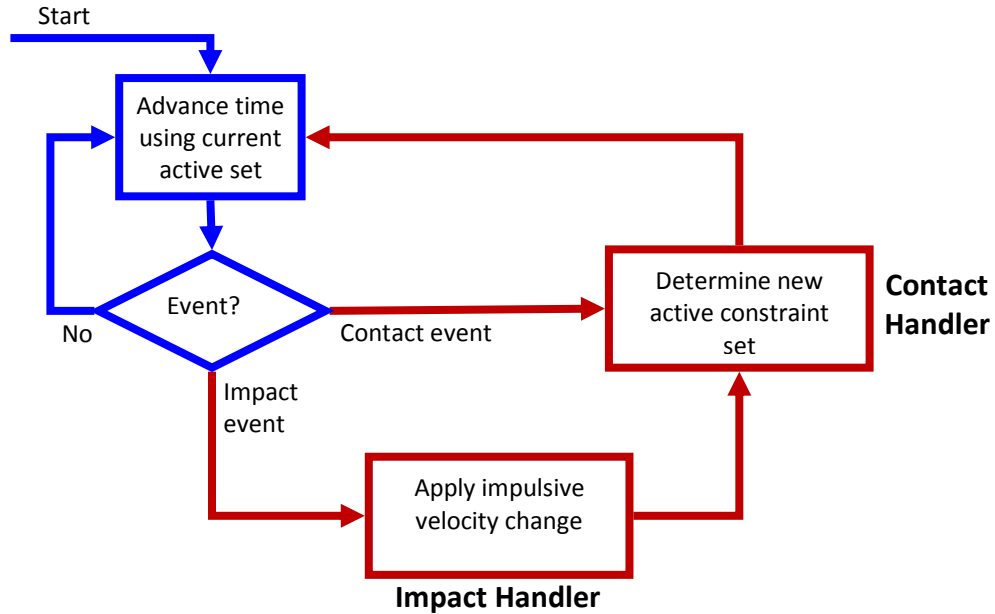 Start
Advance time
using current
active set
Event?
No
Contact event
Determine new
active constraint
set
Contact
Handler
Impact
event
Apply impulsive
velocity change
Impact Handler